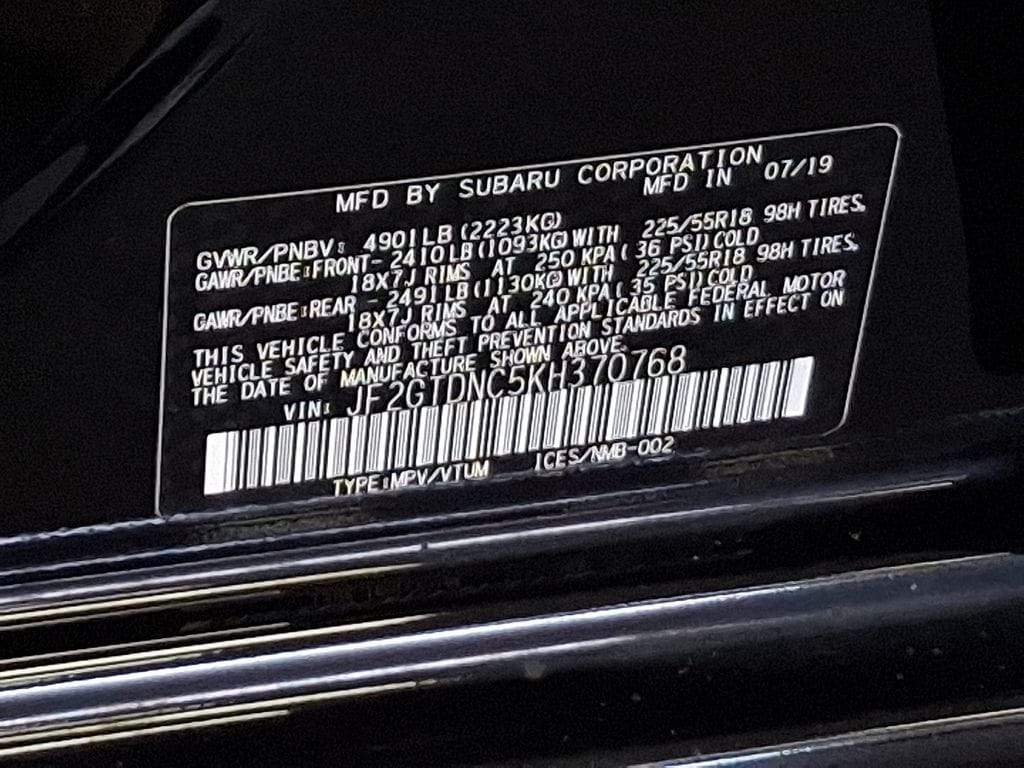 MFD BY SUBARU CORPORATION
MFD IN 07/19
GVWR/PNBV: 4901LB (2223KG)
GAWR/PNBE:FRONT- 2410LB(1093KG)WITH 225/55R18 98H TIRES.
18X7J RIMS AT 250 KPA( 36 PSI)COLD
GAWR/PNBE:REAR - 2491LB(1130KG)WITH 225/55R18 98H TIRES.
18X7J RIMS AT 240 KPA( 35 PSI)COLD
THIS VEHICLE CONFORMS TO ALL APPLICABLE FEDERAL MOTOR
VEHICLE SAFETY AND THEFT PREVENTION STANDARDS IN EFFECT ON
THE DATE OF MANUFACTURE SHOWN ABOVE.
VIN: JF2GTDNC5KH370768
TYPE:MPV/VTUM ICES/NMB-002